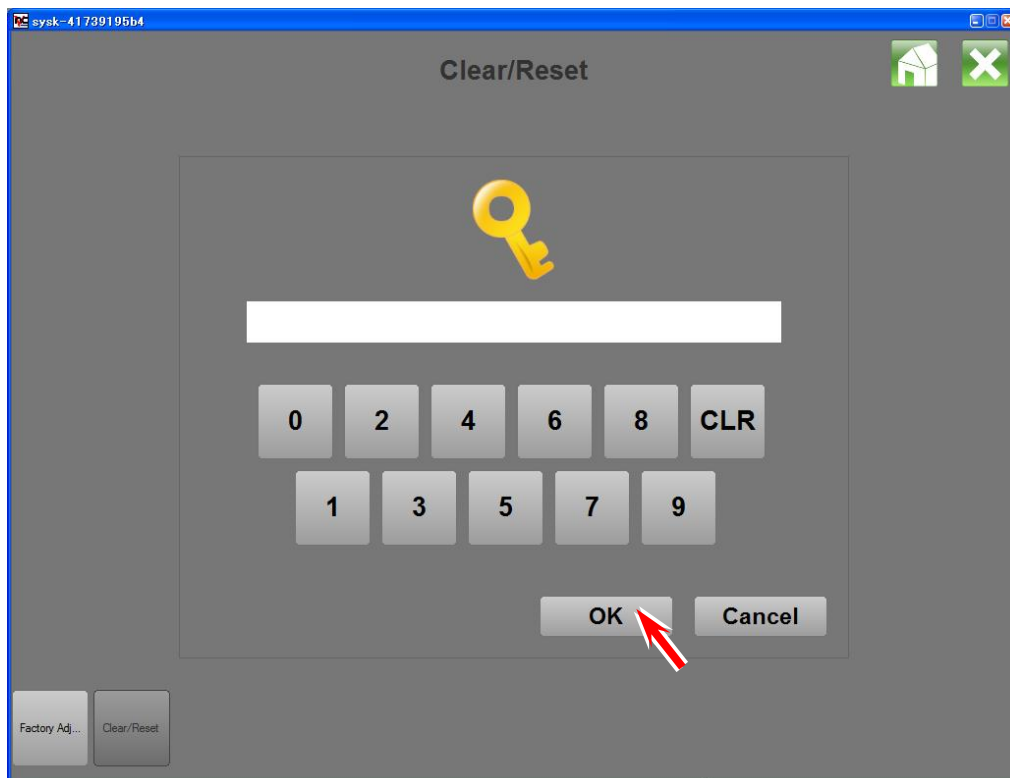 sysk-41739195b4
Clear/Reset
0 2 4 6 8 CLR
1 3 5 7 9
OK Cancel
Factory Adj... Clear/Reset